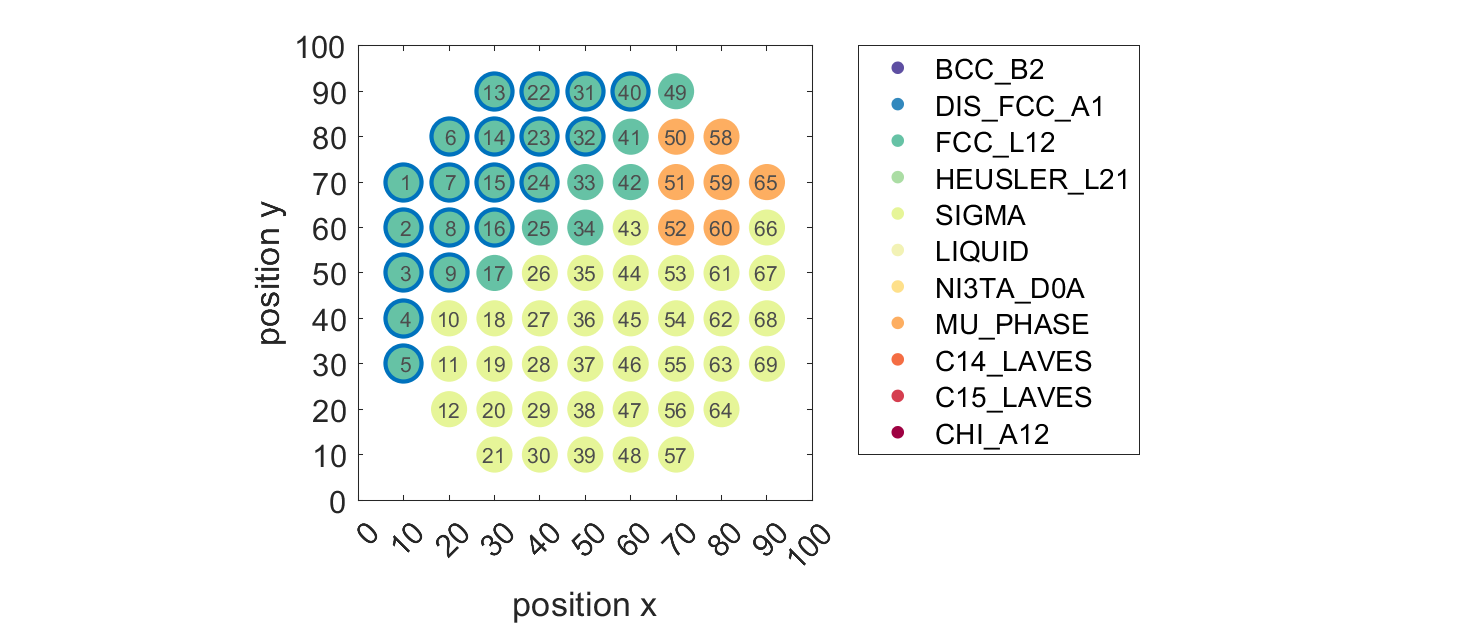 100
90
80
70
60
50
40
30
20
10
0
position y
13 22 31 40 49
6 14 23 32 41 50 58
1 7 15 24 33 42 51 59 65
2 8 16 25 34 43 52 60 66
3 9 17 26 35 44 53 61 67
4 10 18 27 36 45 54 62 68
5 11 19 28 37 46 55 63 69
12 20 29 38 47 56 64
21 30 39 48 57
0 10 20 30 40 50 60 70 80 90 100
position x
BCC_B2
DIS_FCC_A1
FCC_L12
HEUSLER_L21
SIGMA
LIQUID
NI3TA_D0A
MU_PHASE
C14_LAVES
C15_LAVES
CHI_A12